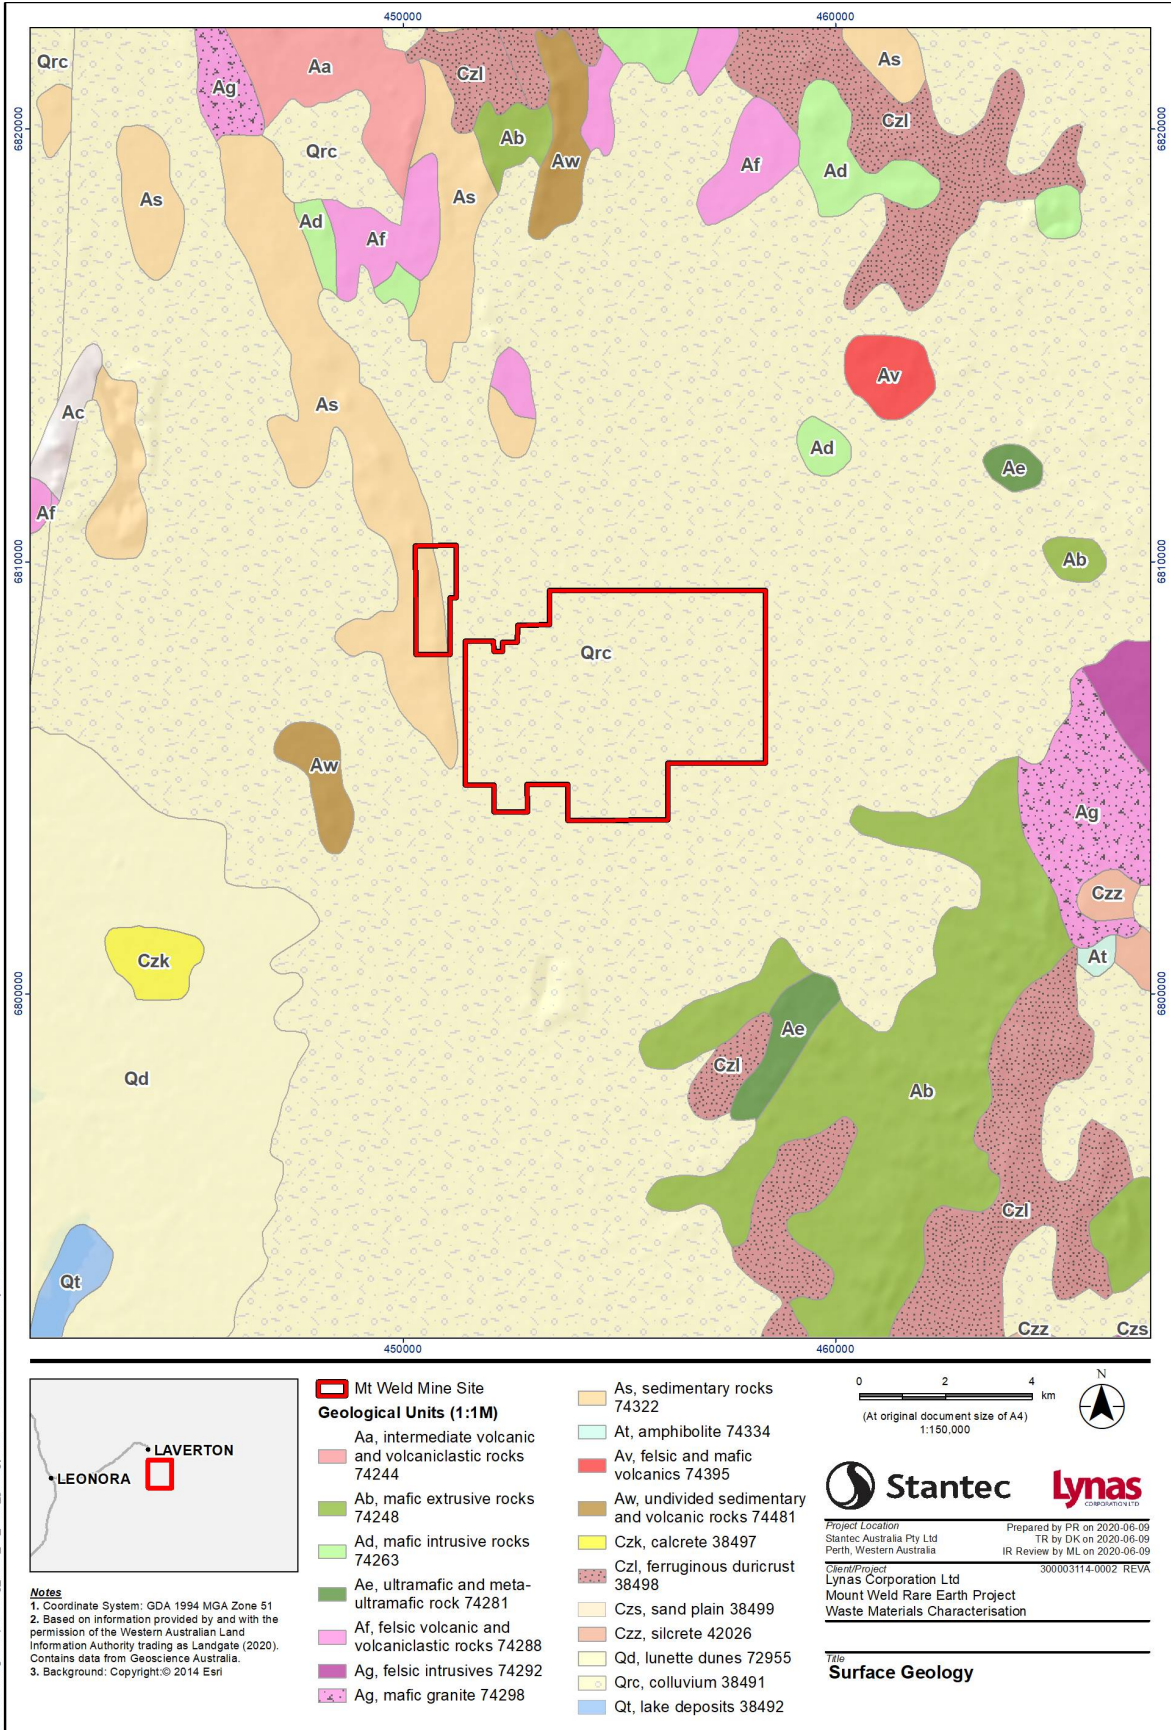 450000
460000
Qrc
Aa
Ag
Czl
As
Czl
Ab
Qrc
Aw
Af
Ad
As
As
Ad
Af
6820000
6820000
Av
Ac
As
Ad
Ae
Af
Ab
6810000
6810000
Qrc
Aw
Ag
Czz
At
Czk
6800000
6800000
Ae
Czl
Qd
Ab
Czl
Qt
Czz
Czs
450000
460000
LAVERTON
LEONORA
Notes
1. Coordinate System: GDA 1994 MGA Zone 51
2. Based on information provided by and with the
permission of the Western Australian Land
Information Authority trading as Landgate (2020).
Contains data from Geoscience Australia.
3. Background: Copyright:© 2014 Esri
Mt Weld Mine Site
Geological Units (1:1M)
Aa, intermediate volcanic
and volcaniclastic rocks
74244
Ab, mafic extrusive rocks
74248
Ad, mafic intrusive rocks
74263
Ae, ultramafic and meta-
ultramafic rock 74281
Af, felsic volcanic and
volcaniclastic rocks 74288
Ag, felsic intrusives 74292
Ag, mafic granite 74298
As, sedimentary rocks
74322
At, amphibolite 74334
Av, felsic and mafic
volcanics 74395
Aw, undivided sedimentary
and volcanic rocks 74481
Czk, calcrete 38497
Czl, ferruginous duricrust
38498
Czs, sand plain 38499
Czz, silcrete 42026
Qd, lunette dunes 72955
Qrc, colluvium 38491
Qt, lake deposits 38492
0 2 4
km
(At original document size of A4)
1:150,000
N
Stantec
Lynas
CORPORATION LTD
Project Location
Stantec Australia Pty Ltd
Perth, Western Australia
Prepared by PR on 2020-06-09
TR by DK on 2020-06-09
IR Review by ML on 2020-06-09
Client/Project
300003114-0002 REVA
Lynas Corporation Ltd
Mount Weld Rare Earth Project
Waste Materials Characterisation
Title
Surface Geology